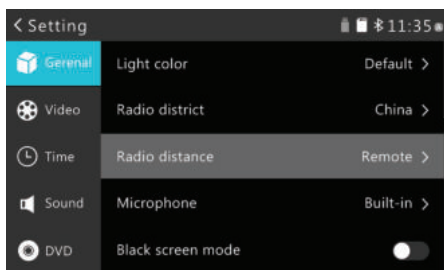 < Setting 11:35
Gerenal Light color Default >
Video Radio district China >
Time Radio distance Remote >
Sound Microphone Built-in >
DVD Black screen mode